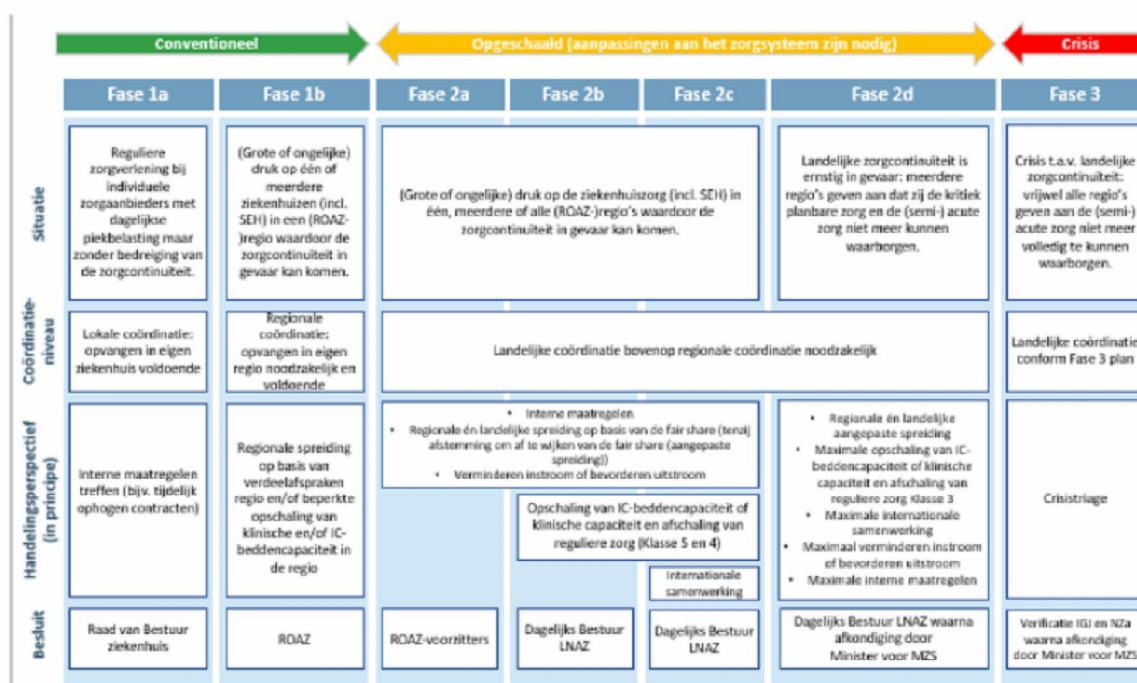 Conventioneel
Opgeschaald (aanpassingen aan het zorgsysteem zijn nodig)
Crisis
Fase 1a
Fase 1b
Fase 2a
Fase 2b
Fase 2c
Fase 2d
Fase 3
Situatie
Reguliere
zorgverlening bij
individuele
zorgaanbieders met
dagelijkse
piekbelasting maar
zonder bedreiging van
de zorgcontinuïteit.
(Grote of ongelijke)
druk op één of
meerdere
ziekenhuizen (incl.
SEH) in een (ROAZ-
)regio waardoor de
zorgcontinuïteit in
gevaar kan komen.
(Grote of ongelijke) druk op de ziekenhuiszorg (incl. SEH) in
één, meerdere of alle (ROAZ-)regio's waardoor de
zorgcontinuïteit in gevaar kan komen.
Landelijke zorgcontinuïteit is
ernstig in gevaar: meerdere
regio's geven aan dat zij de kritiek
planbare zorg en de (semi-) acute
zorg niet meer kunnen
waarborgen.
Crisis t.a.v. landelijke
zorgcontinuïteit:
vrijwel alle regio's
geven aan de (semi-)
acute zorg niet meer
volledig te kunnen
waarborgen.
Coördinatie-
niveau
Lokale coördinatie:
opvangen in eigen
ziekenhuis voldoende
Regionale
coördinatie:
opvangen in eigen
regio noodzakelijk en
voldoende
Landelijke coördinatie bovenop regionale coördinatie noodzakelijk
Landelijke coördinatie
conform Fase 3 plan
Handelingsperspectief
(in principe)
Interne maatregelen
treffen (bijv. tijdelijk
ophogen contracten)
Regionale spreiding
op basis van
verdeelafspraken
regio en/of beperkte
opschaling van
klinische en/of IC-
beddencapaciteit in
de regio
• Interne maatregelen
• Regionale én landelijke spreiding op basis van de fair share (tenzij
afstemming om af te wijken van de fair share (aangepaste
spreiding))
• Verminderen instroom of bevorderen uitstroom
Opschaling van IC-beddencapaciteit of
klinische capaciteit en afschaling van
reguliere zorg (Klasse 5 en 4)
Internationale
samenwerking
• Regionale én landelijke
aangepaste spreiding
• Maximale opschaling van IC-
beddencapaciteit of klinische
capaciteit en afschaling van
reguliere zorg Klasse 3
• Maximale internationale
samenwerking
• Maximaal verminderen instroom
of bevorderen uitstroom
• Maximale interne maatregelen
Crisistriage
Besluit
Raad van Bestuur
ziekenhuis
ROAZ
ROAZ-voorzitters
Dagelijks Bestuur
LNAZ
Dagelijks Bestuur
LNAZ
Dagelijks Bestuur LNAZ waarna
afkondiging door
Minister voor MZS
Verificatie IGJ en NZa
waarna afkondiging
door Minister voor MZS